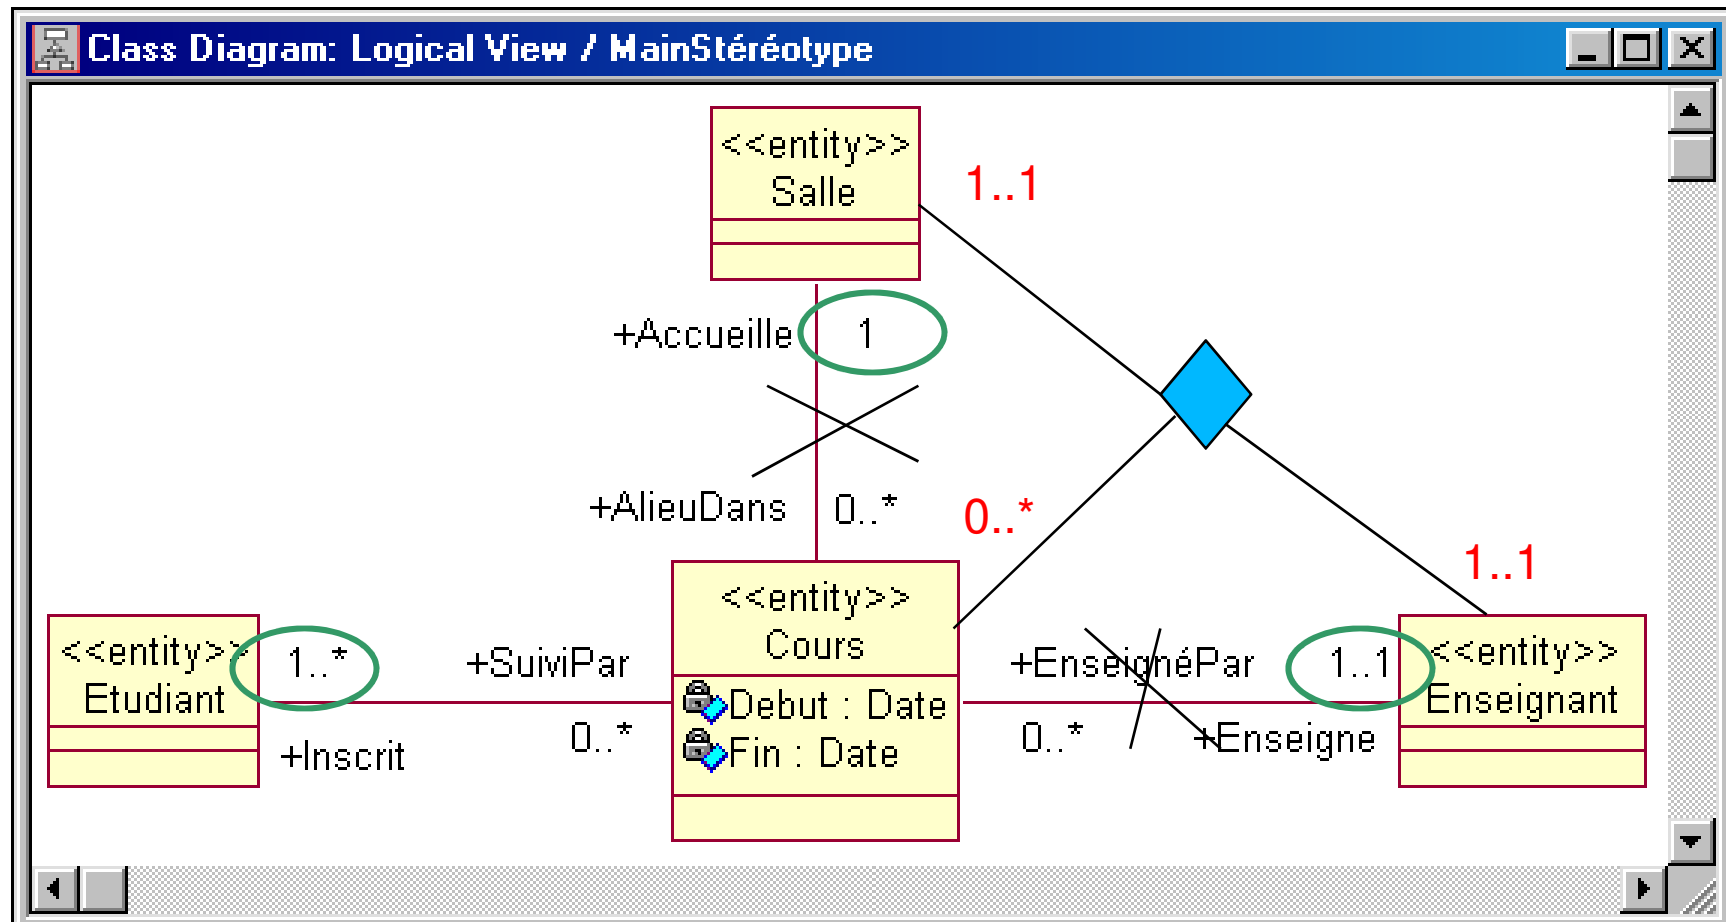 Class Diagram: Logical View / MainStéréotype
<<entity>>
Salle
1..1
+Accueille
1
+AlieuDans
0..*
0..*
1..1
<<entity>>
Etudiant
1..*
+SuiviPar
+Inscrit
0..*
<<entity>>
Cours
Debut : Date
Fin : Date
+EnseignéPar
1..1
0..*
+Enseigne
<<entity>>
Enseignant